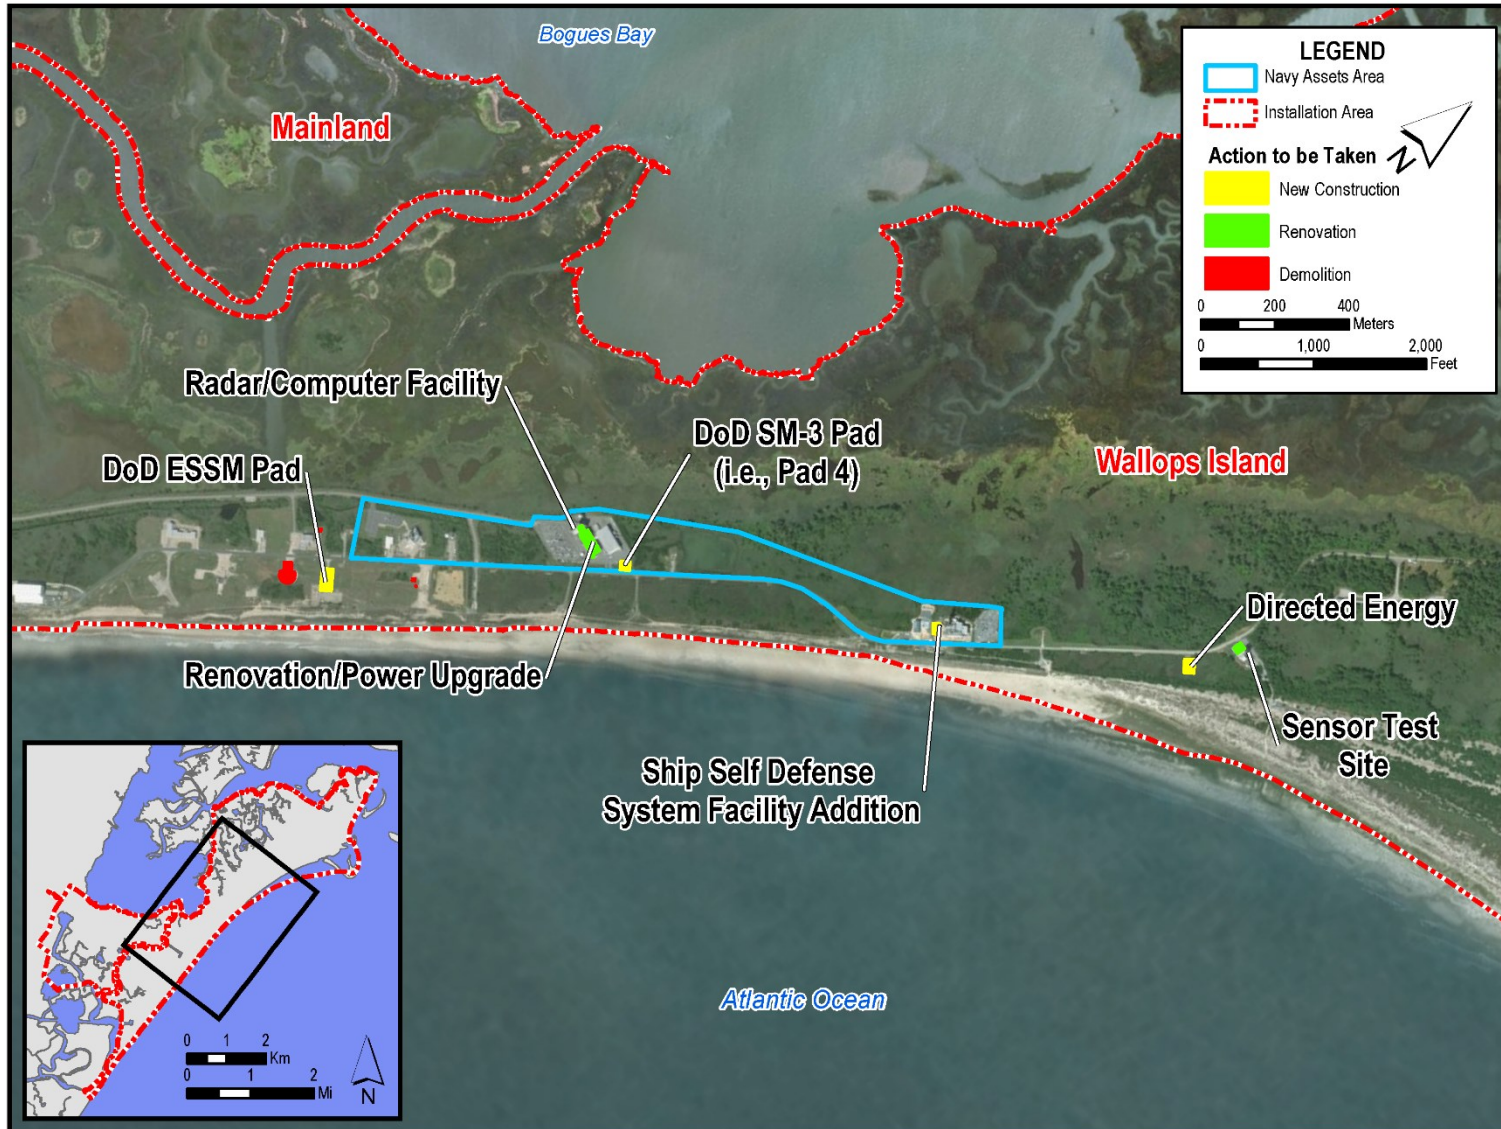 Bogues Bay
Mainland
LEGEND
Navy Assets Area
Installation Area
N
Action to be Taken
New Construction
Renovation
Demolition
0 200 400
Meters
0 1,000 2,000
Feet
Radar/Computer Facility
DoD SM-3 Pad
(i.e., Pad 4)
DoD ESSM Pad
Wallops Island
Directed Energy
Renovation/Power Upgrade
Sensor Test
Site
Ship Self Defense
System Facility Addition
Atlantic Ocean
0 1 2
Km
0 1 2
Mi
N